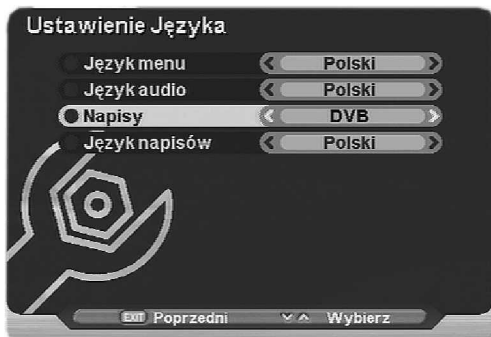 Ustawienie Języka
Język menu Polski
Język audio Polski
Napisy DVB
Język napisów Polski
EXIT Poprzedni Wybierz